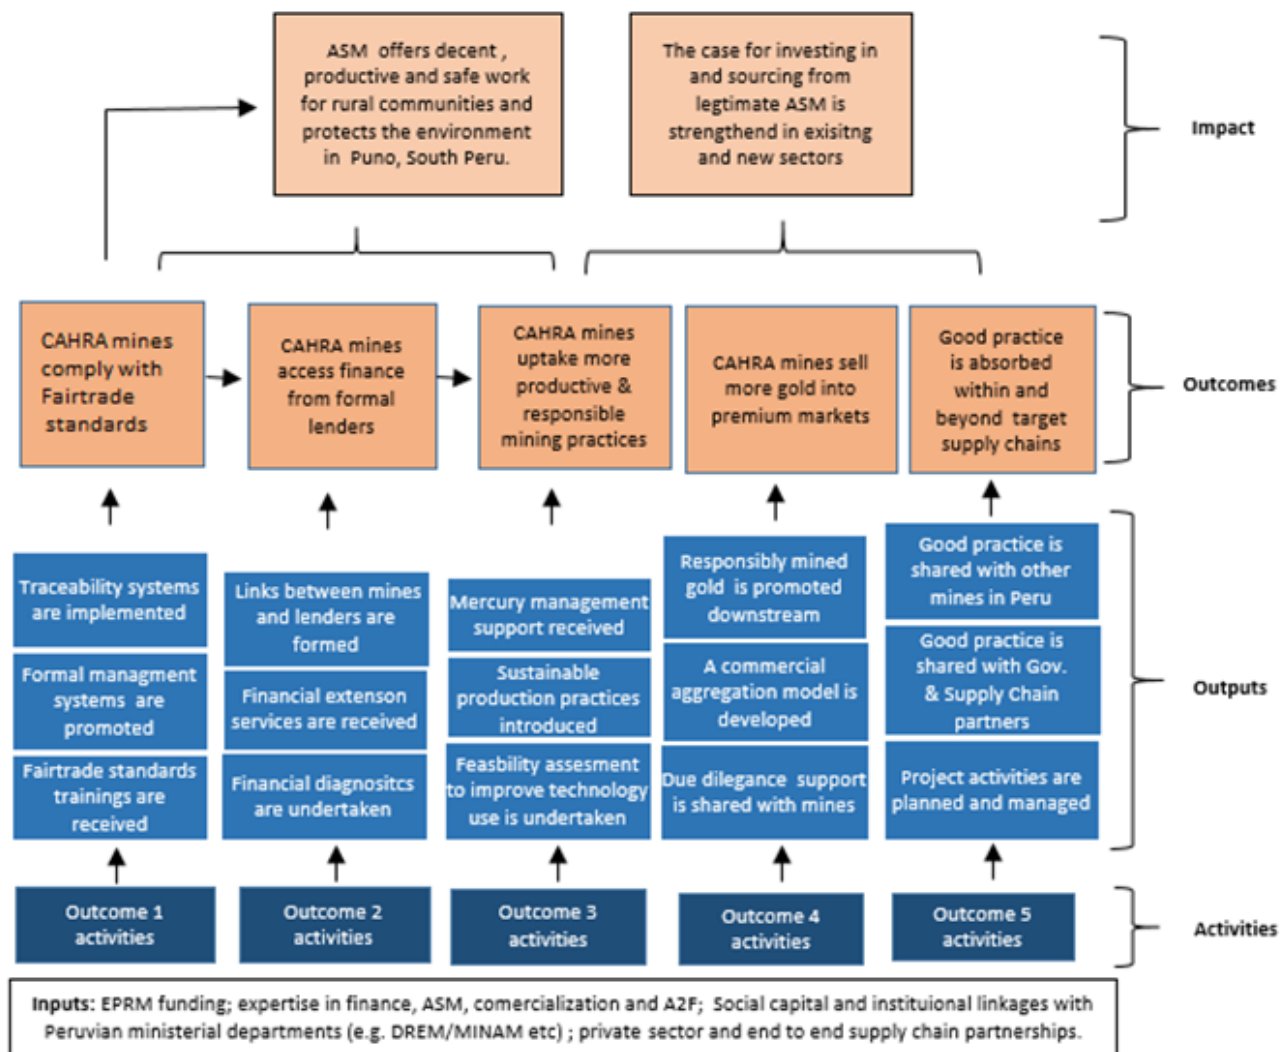 ASM offers decent ,
productive and safe work
for rural communities and
protects the environment
in Puno, South Peru.
The case for investing in
and sourcing from
legtimate ASM is
strengthend in exisitng
and new sectors
Impact
CAHRA mines
comply with
Fairtrade
standards
CAHRA mines
access finance
from formal
lenders
CAHRA mines
uptake more
productive &
responsible
mining practices
CAHRA mines sell
more gold into
premium markets
Good practice
is absorbed
within and
beyond target
supply chains
Outcomes
Traceability systems
are implemented
Formal managment
systems are
promoted
Fairtrade standards
trainings are
received
Links between mines
and lenders are
formed
Financial extenson
services are received
Financial diagnositcs
are undertaken
Mercury management
support received
Sustainable
production practices
introduced
Feasbility assesment
to improve technology
use is undertaken
Responsibly mined
gold is promoted
downstream
A commercial
aggregation model is
developed
Due dilegance support
is shared with mines
Good practice is
shared with other
mines in Peru
Good practice is
shared with Gov.
& Supply Chain
partners
Project activities are
planned and managed
Outputs
Outcome 1
activities
Outcome 2
activities
Outcome 3
activities
Outcome 4
activities
Outcome 5
activities
Activities
Inputs: EPRM funding; expertise in finance, ASM, comercialization and A2F; Social capital and instituional linkages with
Peruvian ministerial departments (e.g. DREM/MINAM etc) ; private sector and end to end supply chain partnerships.